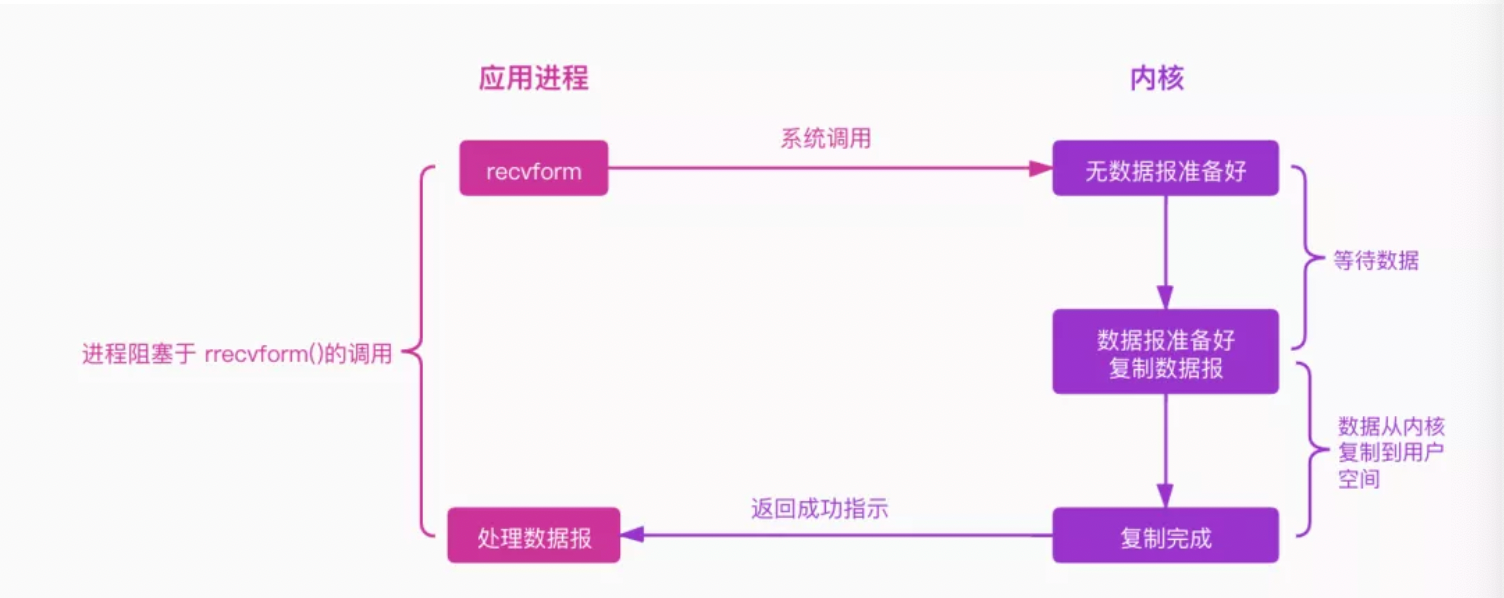 应用进程
内核
系统调用
recvform
无数据报准备好
等待数据
数据报准备好
复制数据报
进程阻塞于 rrecvform()的调用
数据从内核
复制到用户
空间
返回成功指示
处理数据报
复制完成